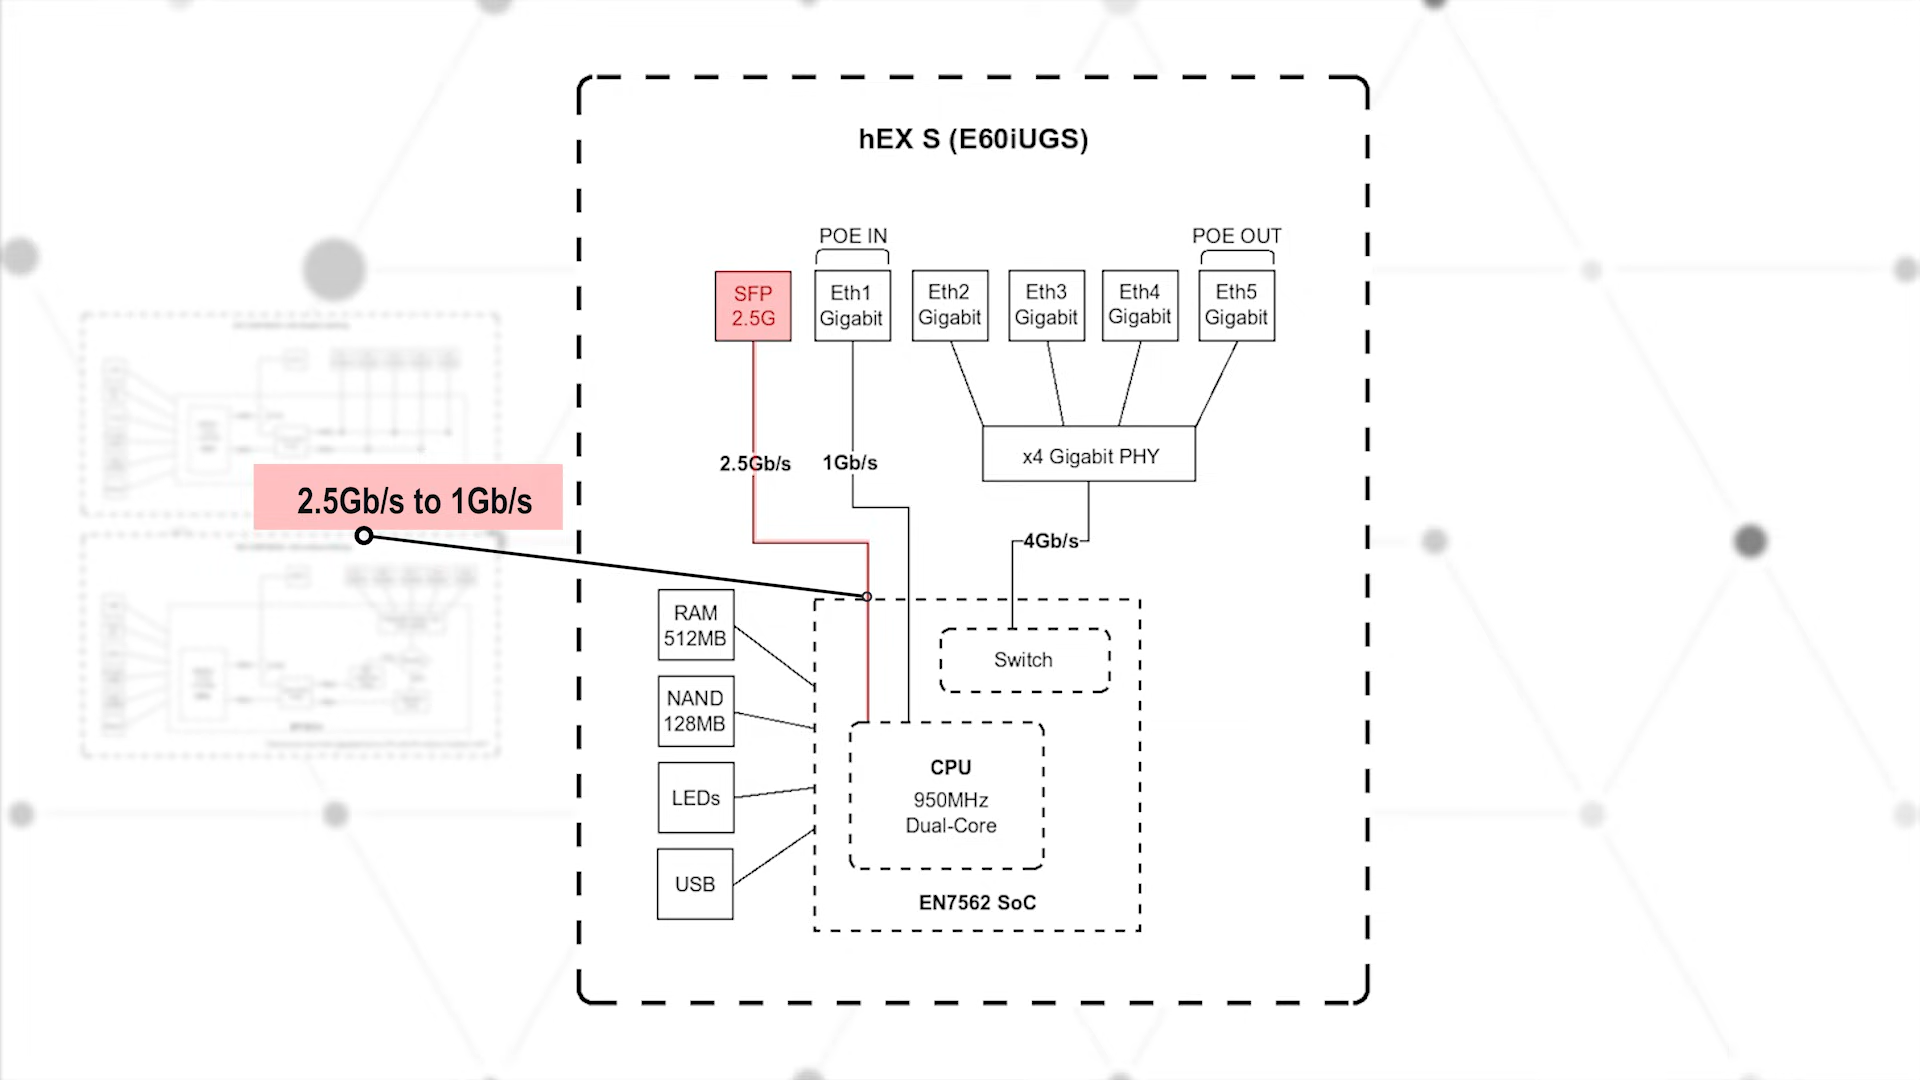 hEX S (E60iUGS)
POE IN
POE OUT
SFP
2.5G
Eth1
Gigabit
Eth2
Gigabit
Eth3
Gigabit
Eth4
Gigabit
Eth5
Gigabit
2.5Gb/s
1Gb/s
x4 Gigabit PHY
2.5Gb/s to 1Gb/s
4Gb/s
RAM
512MB
NAND
128MB
LEDs
USB
Switch
CPU
950MHz
Dual-Core
EN7562 SoC